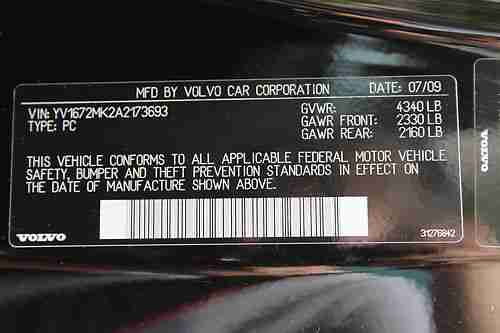 MFD BY VOLVO CAR CORPORATION DATE: 07/09
VIN: YV1672MK2A2173693 GVWR: 4340 LB
TYPE: PC GAWR FRONT: 2330 LB
GAWR REAR: 2160 LB
THIS VEHICLE CONFORMS TO ALL APPLICABLE FEDERAL MOTOR VEHICLE
SAFETY, BUMPER AND THEFT PREVENTION STANDARDS IN EFFECT ON
THE DATE OF MANUFACTURE SHOWN ABOVE.
VOLVO 31276842
VOLVO